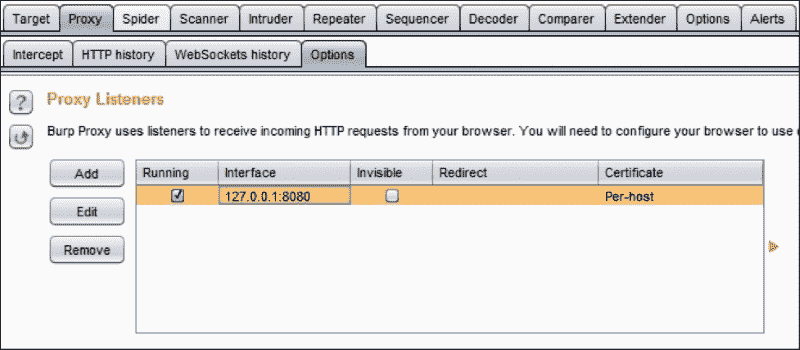 Target Proxy Spider Scanner Intruder Repeater Sequencer Decoder Comparer Extender Options Alerts
Intercept HTTP history WebSockets history Options
? Proxy Listeners
Burp Proxy uses listeners to receive incoming HTTP requests from your browser. You will need to configure your browser to use
Add Running Interface Invisible Redirect Certificate
127.0.0.1:8080 Per-host
Edit
Remove